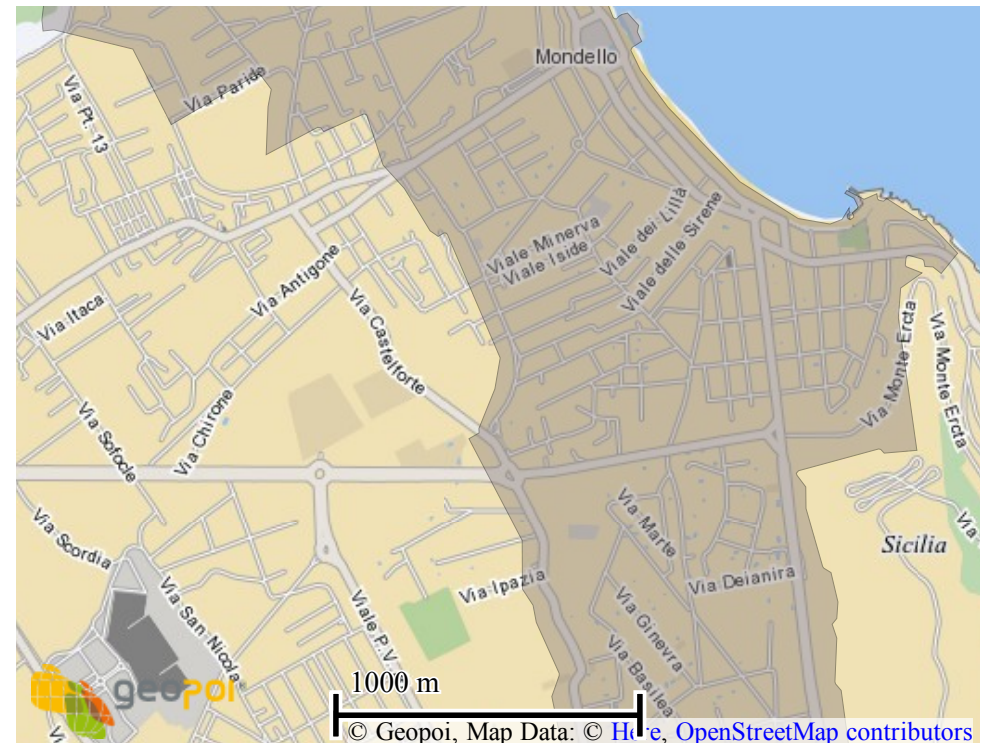 Mondello
Via Paride
Via Pt. 13
Viale Minerva
Viale Iside
Viale dei Lillà
Viale delle Sirene
Via Antigone
Via Itaca
Via Castelforte
Via Monte Ercta
Via Monte Ercta
Via Sofocle
Via Chirone
Via Scordia
Via Marte
Via
Sicilia
Via Ipazia
Via Deianira
Via San Nicola
Viale P.V.
Via Ginevra
Via Basilea
geopoi
1000 m
© Geopoi, Map Data: © Here, OpenStreetMap contributors